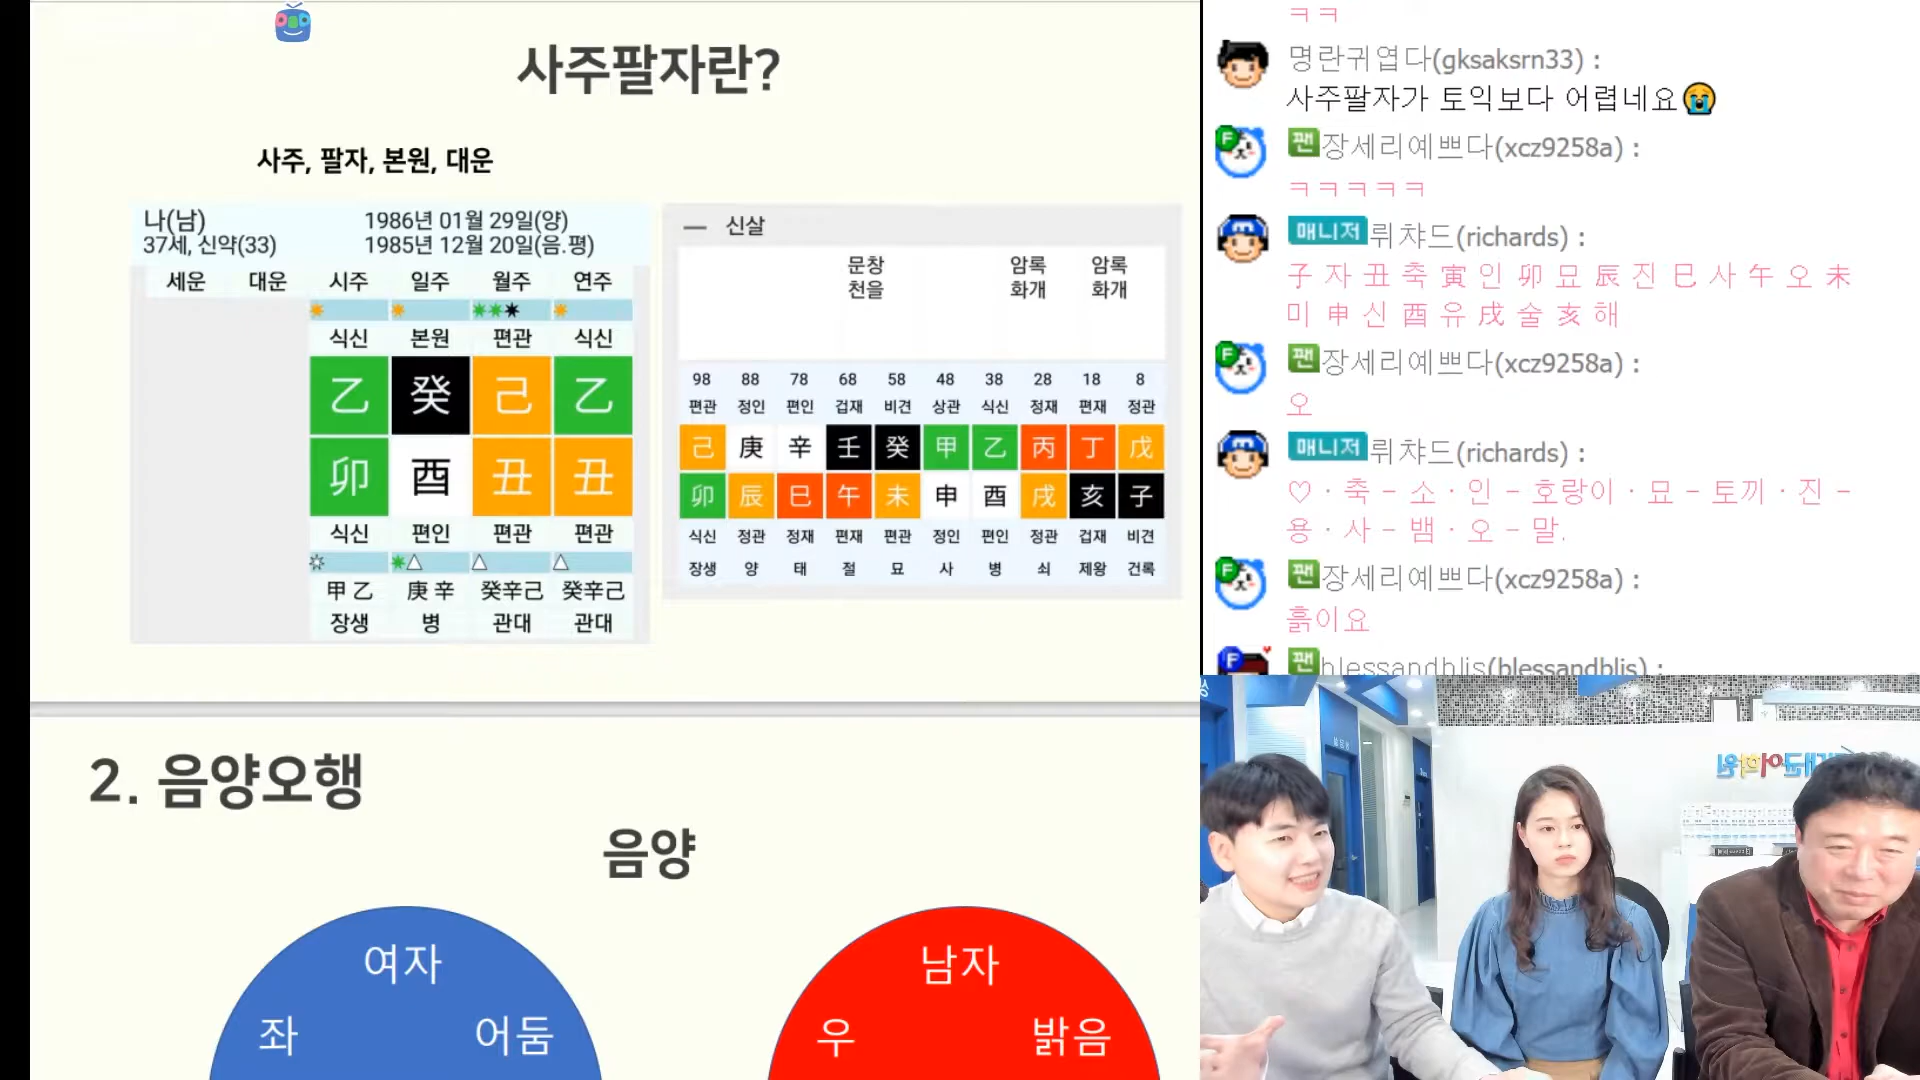 사주팔자란?
사주, 팔자, 본원, 대운
나(남)
1986년 01월 29일(양)
37세, 신약(33)
1985년 12월 20일(음.평)
세운 대운 시주 일주 월주 연주
식신 본원 편관 식신
乙 癸 己 乙
卯 酉 丑 丑
식신 편인 편관 편관
甲乙 庚辛 癸辛己 癸辛己
장생 병 관대 관대
— 신살
문창 암록 암록
천을 화개 화개
98 88 78 68 58 48 38 28 18 8
편관 정인 편인 겁재 비견 상관 식신 정재 편재 정관
己 庚 辛 壬 癸 甲 乙 丙 丁 戊
卯 辰 巳 午 未 申 酉 戌 亥 子
식신 정관 정재 편재 편관 정인 편인 정관 겁재 비견
장생 양 태 절 묘 사 병 쇠 제왕 건록
2. 음양오행
음양
여자
좌 어둠
남자
우 밝음
ㅋㅋ
명란귀엽다(gksaksrn33) :
사주팔자가 토익보다 어렵네요😭
팬 장세리예쁘다(xcz9258a) :
ㅋㅋㅋㅋㅋ
매니저 뤼챠드(richards) :
子 자 丑 축 寅 인 卯 묘 辰 진 巳 사 午 오 未
미 申 신 酉 유 戌 술 亥 해
팬 장세리예쁘다(xcz9258a) :
오
매니저 뤼챠드(richards) :
♡ · 축 - 소 · 인 - 호랑이 · 묘 - 토끼 · 진 -
용 · 사 - 뱀 · 오 - 말.
팬 장세리예쁘다(xcz9258a) :
흙이요
팬 blessandblis(blessandblis) :